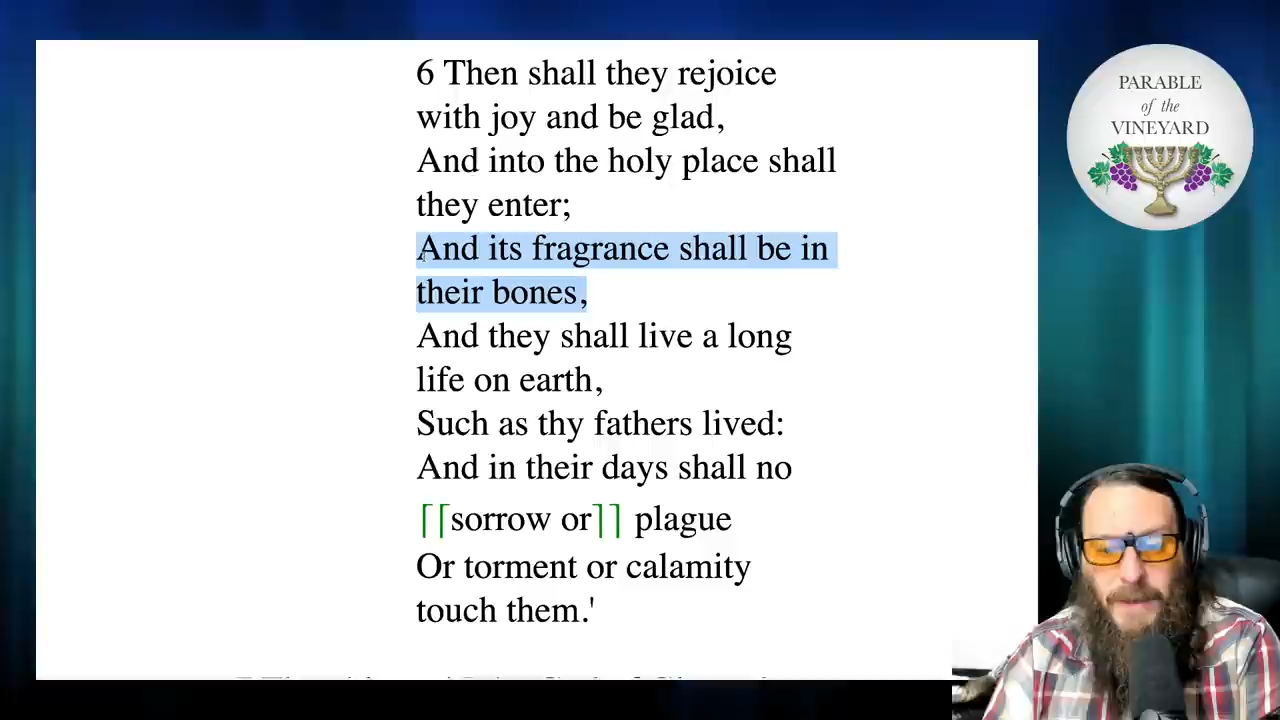 6 Then shall they rejoice
with joy and be glad,
And into the holy place shall
they enter;
And its fragrance shall be in
their bones,
And they shall live a long
life on earth,
Such as thy fathers lived:
And in their days shall no
⌈⌈sorrow or⌉⌉ plague
Or torment or calamity
touch them.'
PARABLE
of the
VINEYARD